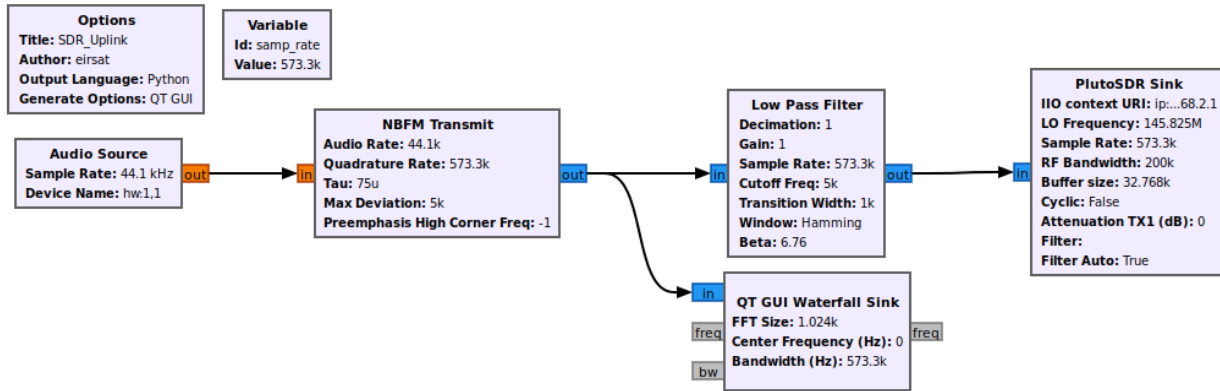 Options
Title: SDR_Uplink
Author: eirsat
Output Language: Python
Generate Options: QT GUI
Variable
Id: samp_rate
Value: 573.3k
Audio Source
Sample Rate: 44.1 kHz
Device Name: hw:1,1
out
in
NBFM Transmit
Audio Rate: 44.1k
Quadrature Rate: 573.3k
Tau: 75u
Max Deviation: 5k
Preemphasis High Corner Freq: -1
out
in
Low Pass Filter
Decimation: 1
Gain: 1
Sample Rate: 573.3k
Cutoff Freq: 5k
Transition Width: 1k
Window: Hamming
Beta: 6.76
out
in
PlutoSDR Sink
IIO context URI: ip:...68.2.1
LO Frequency: 145.825M
Sample Rate: 573.3k
RF Bandwidth: 200k
Buffer size: 32.768k
Cyclic: False
Attenuation TX1 (dB): 0
Filter:
Filter Auto: True
in
freq
bw
QT GUI Waterfall Sink
FFT Size: 1.024k
Center Frequency (Hz): 0
Bandwidth (Hz): 573.3k
freq